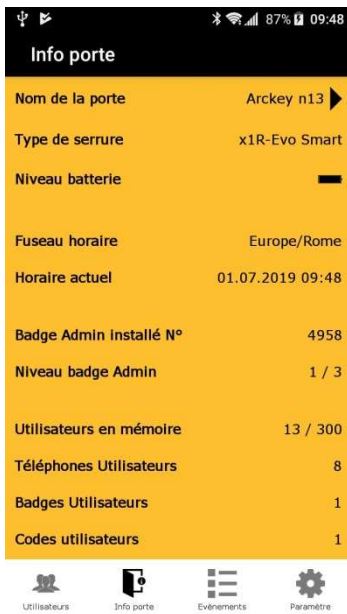 87% 09:48
Info porte
Nom de la porte Arckey n13
Type de serrure x1R-Evo Smart
Niveau batterie
Fuseau horaire Europe/Rome
Horaire actuel 01.07.2019 09:48
Badge Admin installé N° 4958
Niveau badge Admin 1 / 3
Utilisateurs en mémoire 13 / 300
Téléphones Utilisateurs 8
Badges Utilisateurs 1
Codes utilisateurs 1
Utilisateurs Info porte Evènements Paramètre